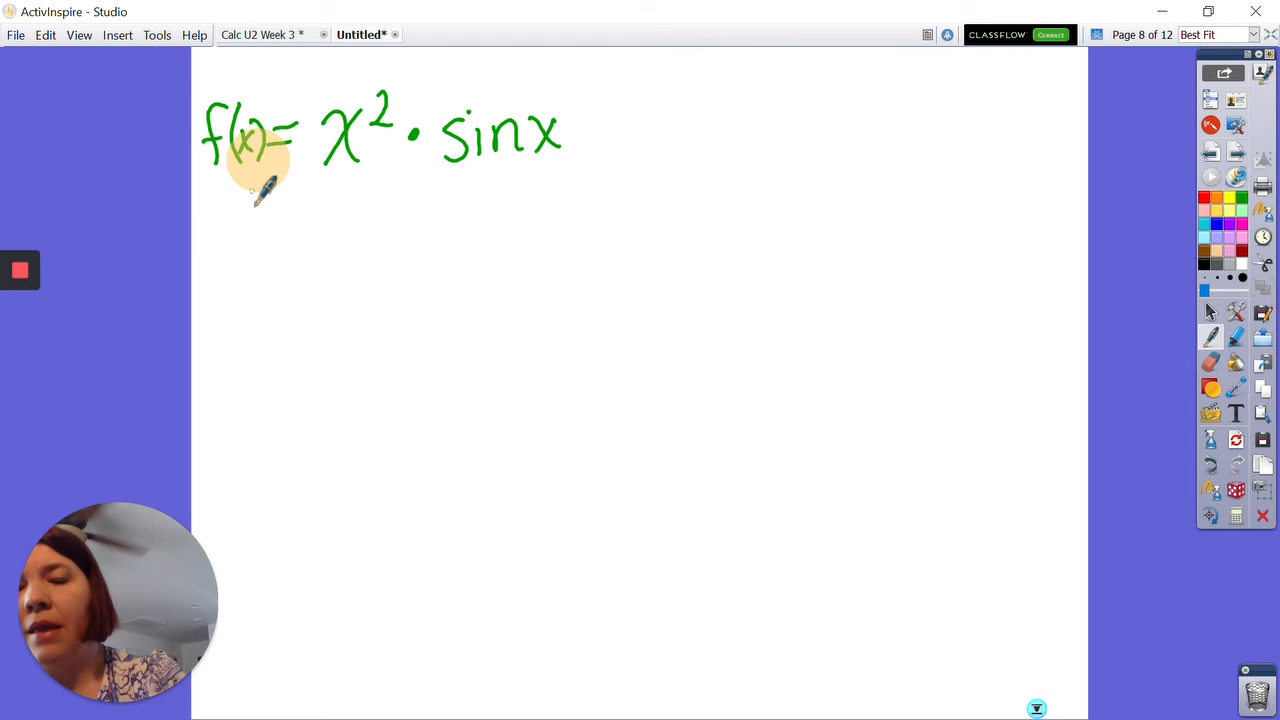 ActivInspire - Studio
File Edit View Insert Tools Help
Calc U2 Week 3 * Untitled* CLASSFLOW Connect Page 8 of 12 Best Fit
f(x)= x² • sinx
T